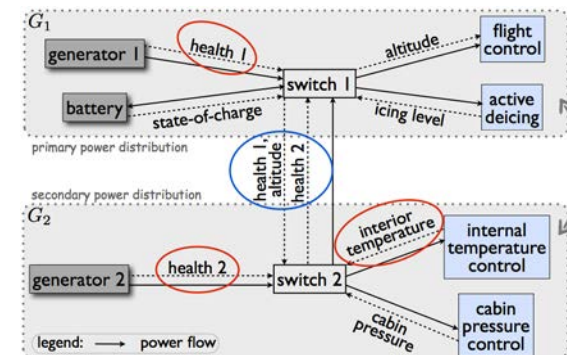 G1
generator 1
health 1
altitude
flight
control
switch 1
battery
state-of-charge
icing level
active
deicing
primary power distribution
health 1,
altitude
health 2
secondary power distribution
G2
interior
temperature
internal
temperature
control
generator 2
health 2
switch 2
cabin
pressure
cabin
pressure
control
legend: power flow